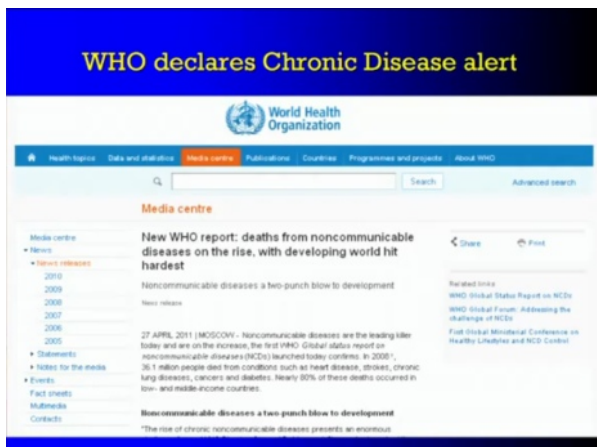 WHO declares Chronic Disease alert
World Health
Organization
Health topics Data and statistics Media centre Publications Countries Programmes and projects About WHO
Search Advanced search
Media centre
Media centre
News
News releases
2010
2009
2008
2007
2006
2005
Statements
Notes for the media
Events
Fact sheets
Multimedia
Contacts
New WHO report: deaths from noncommunicable
diseases on the rise, with developing world hit
hardest
Noncommunicable diseases a two-punch blow to development
News release
27 APRIL 2011 | MOSCOW - Noncommunicable diseases are the leading killer
today and are on the increase, the first WHO Global status report on
noncommunicable diseases (NCDs) launched today confirms. In 2008,
36.1 million people died from conditions such as heart disease, strokes, chronic
lung diseases, cancers and diabetes. Nearly 80% of these deaths occurred in
low- and middle-income countries.
Noncommunicable diseases a two-punch blow to development
"The rise of chronic noncommunicable diseases presents an enormous
Share Print
Related links
WHO Global Status Report on NCDs
WHO Global Forum: Addressing the
challenge of NCDs
First Global Ministerial Conference on
Healthy Lifestyles and NCD Control